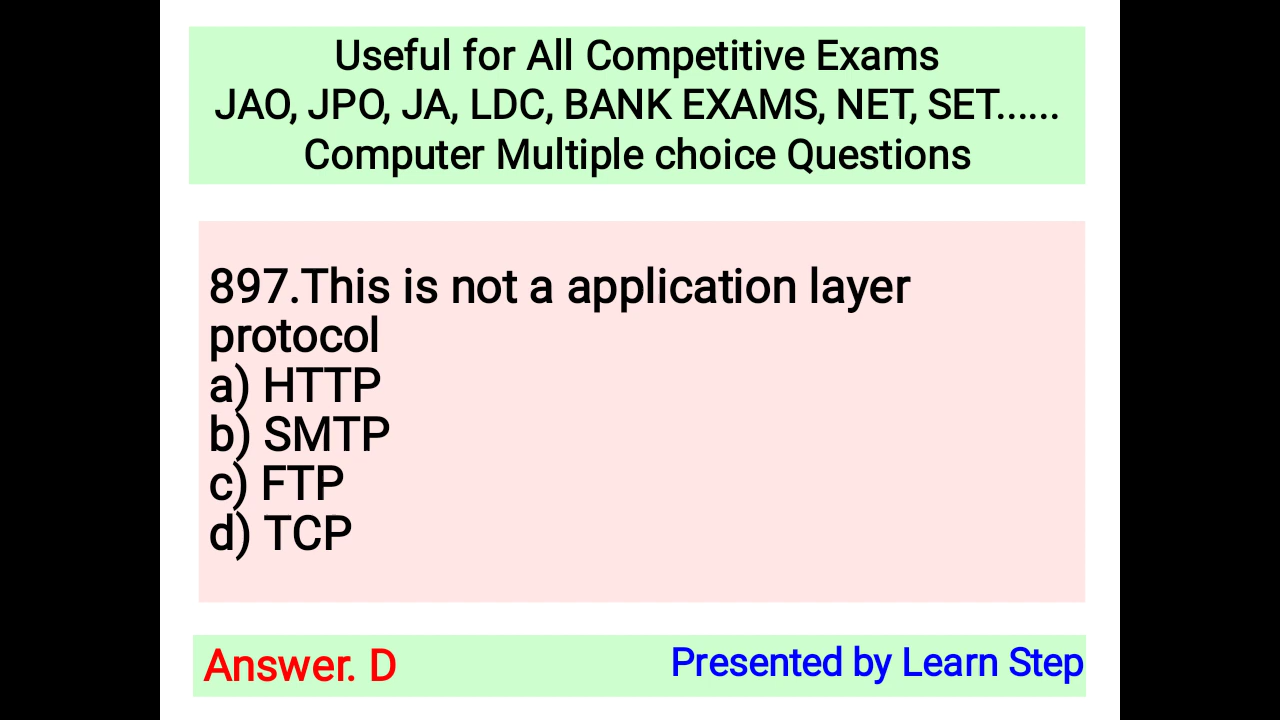 Useful for All Competitive Exams
JAO, JPO, JA, LDC, BANK EXAMS, NET, SET......
Computer Multiple choice Questions
897.This is not a application layer
protocol
a) HTTP
b) SMTP
c) FTP
d) TCP
Answer. D
Presented by Learn Step